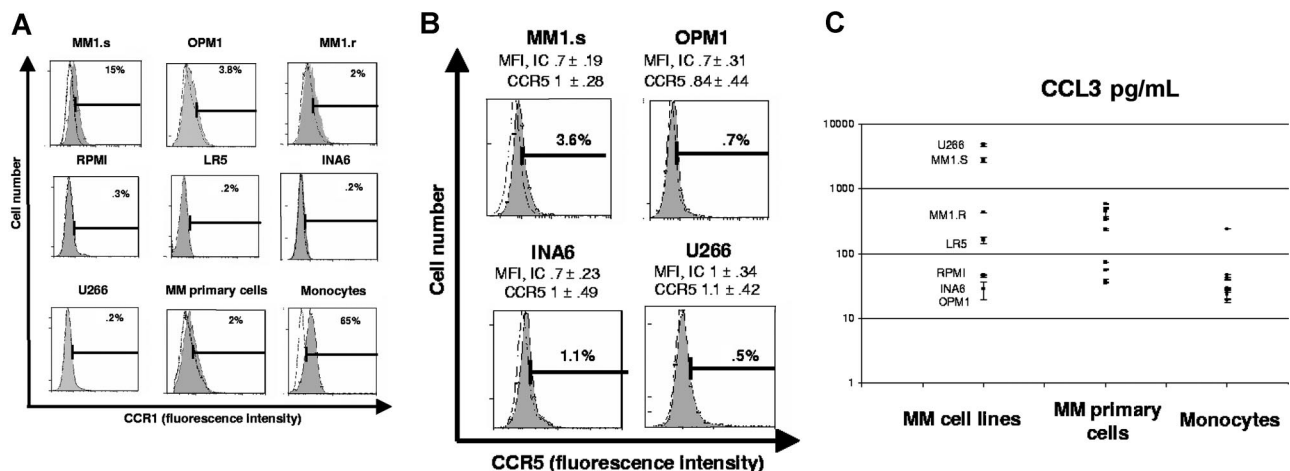 A
MM1.s OPM1 MM1.r
15% 3.8% 2%
RPMI LR5 INA6
.3% .2% .2%
U266 MM primary cells Monocytes
.2% 2% 65%
Cell number
CCR1 (fluorescence intensity)
B
MM1.s OPM1
MFI, IC .7 ± .19 MFI, IC .7 ± .31
CCR5 1 ± .28 CCR5 .84 ± .44
3.6% .7%
INA6 U266
MFI, IC .7 ± .23 MFI, IC 1 ± .34
CCR5 1 ± .49 CCR5 1.1 ± .42
1.1% .5%
Cell number
CCR5 (fluorescence intensity)
C
CCL3 pg/mL
10000
U266
MM1.S
1000
MM1.R
LR5
100
RPMI
INA6
OPM1
10
1
MM cell lines MM primary cells Monocytes